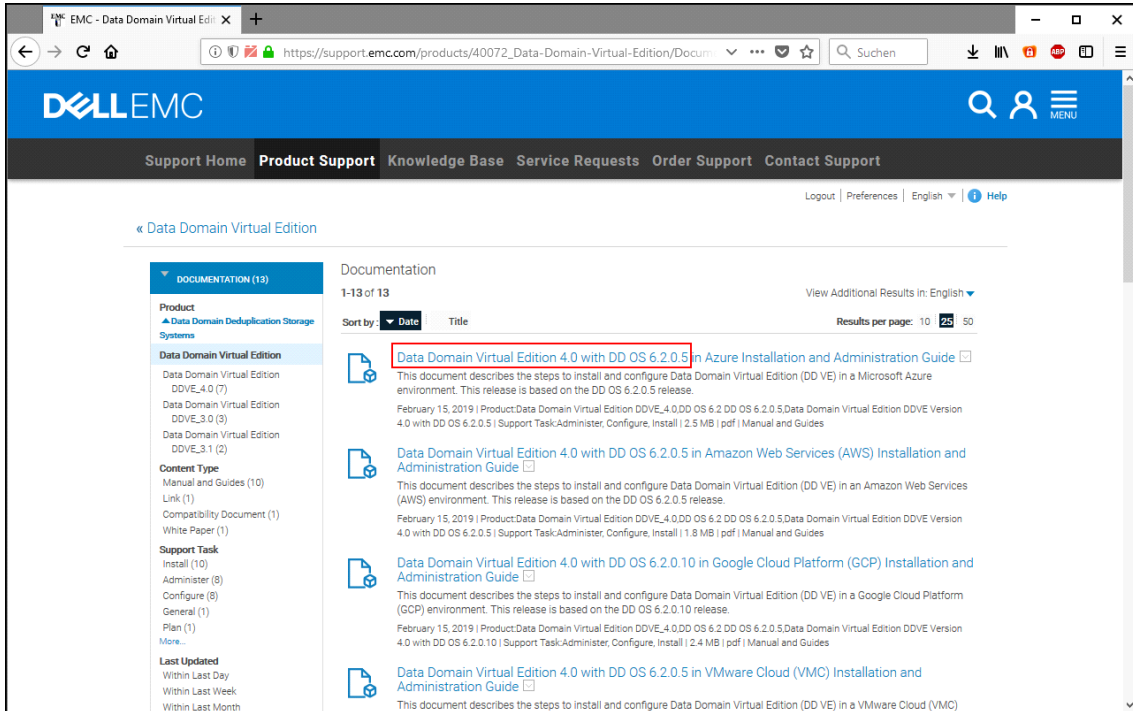 EMC - Data Domain Virtual Edit
https://support.emc.com/products/40072_Data-Domain-Virtual-Edition/Docum
Suchen
DELLEMC
MENU
Support Home Product Support Knowledge Base Service Requests Order Support Contact Support
Logout | Preferences | English | Help
« Data Domain Virtual Edition
DOCUMENTATION (13)
Product
Data Domain Deduplication Storage
Systems
Data Domain Virtual Edition
Data Domain Virtual Edition
DDVE_4.0 (7)
Data Domain Virtual Edition
DDVE_3.0 (3)
Data Domain Virtual Edition
DDVE_3.1 (2)
Content Type
Manual and Guides (10)
Link (1)
Compatibility Document (1)
White Paper (1)
Support Task
Install (10)
Administer (8)
Configure (8)
General (1)
Plan (1)
More...
Last Updated
Within Last Day
Within Last Week
Within Last Month
Documentation
1-13 of 13
View Additional Results in: English
Sort by: Date Title
Results per page: 10 25 50
Data Domain Virtual Edition 4.0 with DD OS 6.2.0.5 in Azure Installation and Administration Guide
This document describes the steps to install and configure Data Domain Virtual Edition (DD VE) in a Microsoft Azure
environment. This release is based on the DD OS 6.2.0.5 release.
February 15, 2019 | Product:Data Domain Virtual Edition DDVE_4.0,DD OS 6.2 DD OS 6.2.0.5,Data Domain Virtual Edition DDVE Version
4.0 with DD OS 6.2.0.5 | Support Task:Administer, Configure, Install | 2.5 MB | pdf | Manual and Guides
Data Domain Virtual Edition 4.0 with DD OS 6.2.0.5 in Amazon Web Services (AWS) Installation and
Administration Guide
This document describes the steps to install and configure Data Domain Virtual Edition (DD VE) in an Amazon Web Services
(AWS) environment. This release is based on the DD OS 6.2.0.5 release.
February 15, 2019 | Product:Data Domain Virtual Edition DDVE_4.0,DD OS 6.2 DD OS 6.2.0.5,Data Domain Virtual Edition DDVE Version
4.0 with DD OS 6.2.0.5 | Support Task:Administer, Configure, Install | 1.8 MB | pdf | Manual and Guides
Data Domain Virtual Edition 4.0 with DD OS 6.2.0.10 in Google Cloud Platform (GCP) Installation and
Administration Guide
This document describes the steps to install and configure Data Domain Virtual Edition (DD VE) in a Google Cloud Platform
(GCP) environment. This release is based on the DD OS 6.2.0.10 release.
February 15, 2019 | Product:Data Domain Virtual Edition DDVE_4.0,DD OS 6.2 DD OS 6.2.0.5,Data Domain Virtual Edition DDVE Version
4.0 with DD OS 6.2.0.10 | Support Task:Administer, Configure, Install | 2.4 MB | pdf | Manual and Guides
Data Domain Virtual Edition 4.0 with DD OS 6.2.0.5 in VMware Cloud (VMC) Installation and
Administration Guide
This document describes the steps to install and configure Data Domain Virtual Edition (DD VE) in a VMware Cloud (VMC)